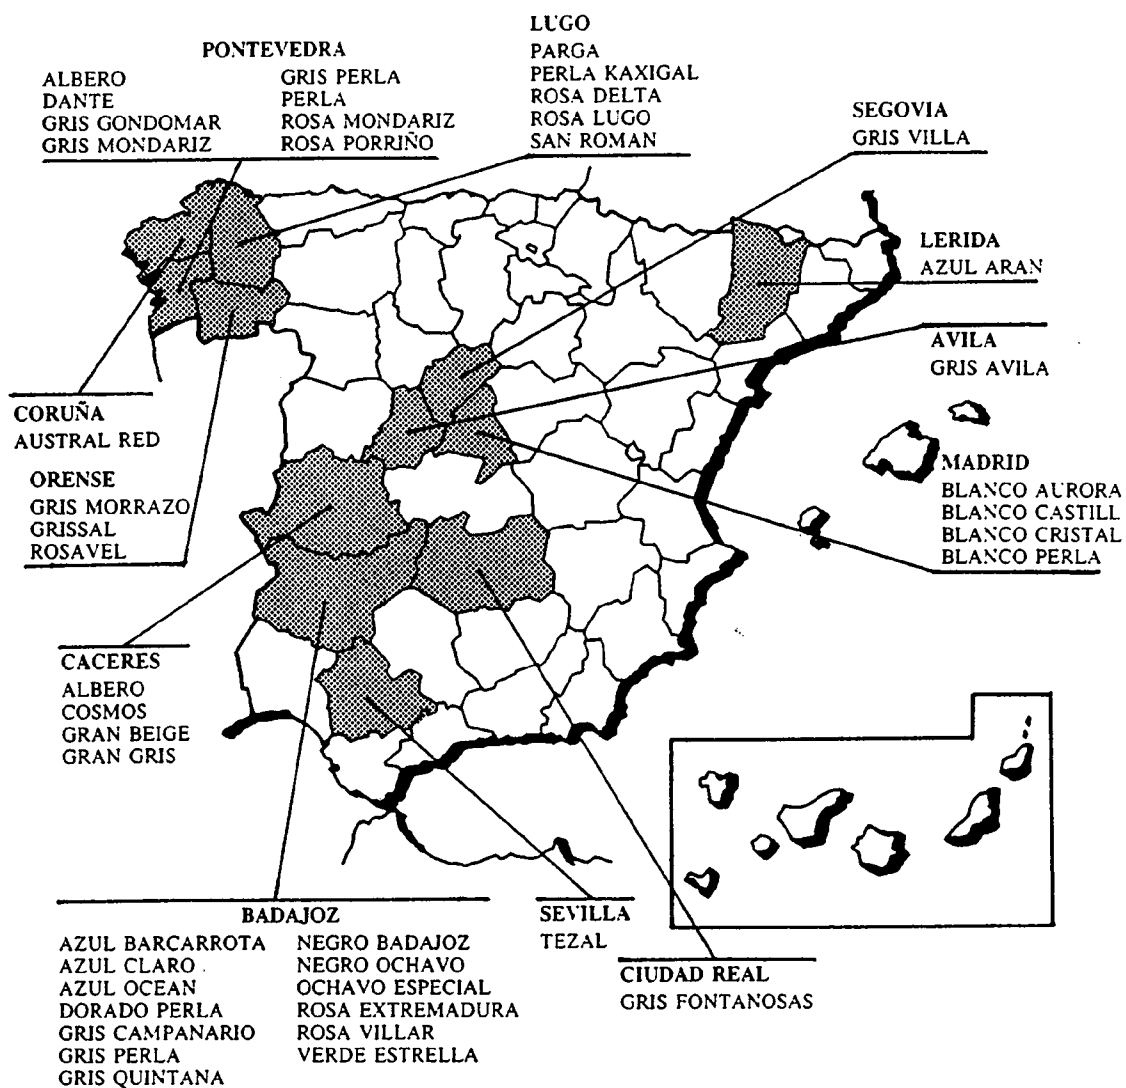 PONTEVEDRA
ALBERO
DANTE
GRIS GONDOMAR
GRIS MONDARIZ
GRIS PERLA
PERLA
ROSA MONDARIZ
ROSA PORRIÑO
LUGO
PARGA
PERLA KAXIGAL
ROSA DELTA
ROSA LUGO
SAN ROMAN
SEGOVIA
GRIS VILLA
LERIDA
AZUL ARAN
AVILA
GRIS AVILA
CORUÑA
AUSTRAL RED
ORENSE
GRIS MORRAZO
GRISSAL
ROSAVEL
MADRID
BLANCO AURORA
BLANCO CASTILL
BLANCO CRISTAL
BLANCO PERLA
CACERES
ALBERO
COSMOS
GRAN BEIGE
GRAN GRIS
BADAJOZ
AZUL BARCARROTA
AZUL CLARO
AZUL OCEAN
DORADO PERLA
GRIS CAMPANARIO
GRIS PERLA
GRIS QUINTANA
NEGRO BADAJOZ
NEGRO OCHAVO
OCHAVO ESPECIAL
ROSA EXTREMADURA
ROSA VILLAR
VERDE ESTRELLA
SEVILLA
TEZAL
CIUDAD REAL
GRIS FONTANOSAS